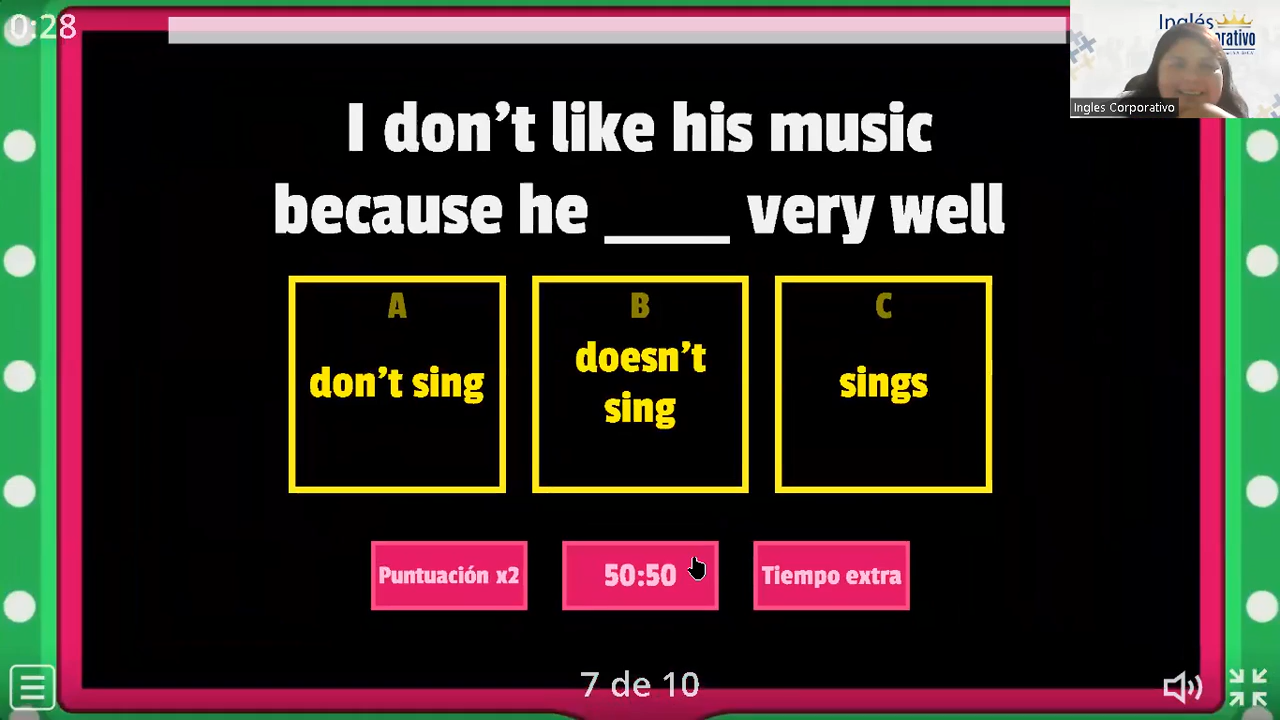 0:28
Inglés
orativo
Ingles Corporativo
I don't like his music
because he ____ very well
A
don't sing
B
doesn't
sing
C
sings
Puntuación x2
50:50
Tiempo extra
7 de 10